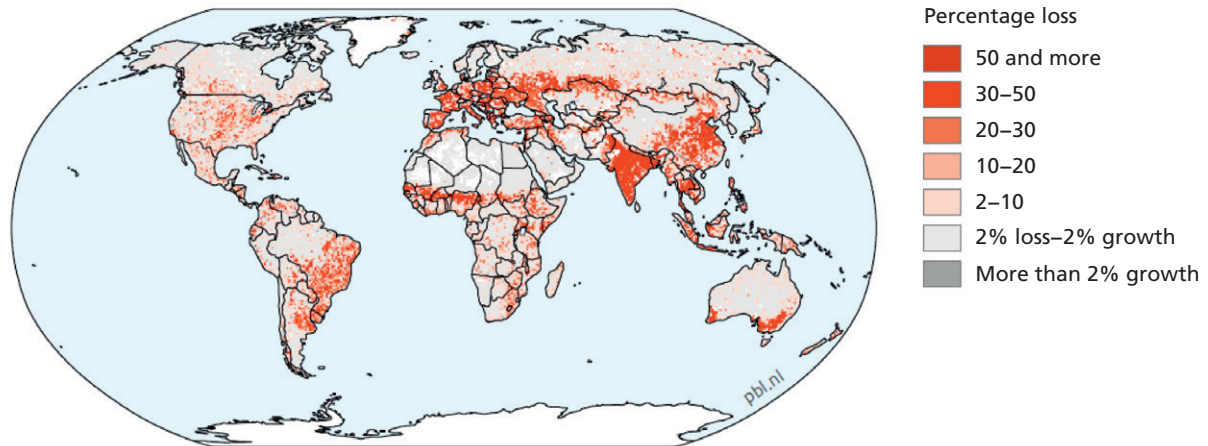 Percentage loss
50 and more
30–50
20–30
10–20
2–10
2% loss–2% growth
More than 2% growth
pbl.nl